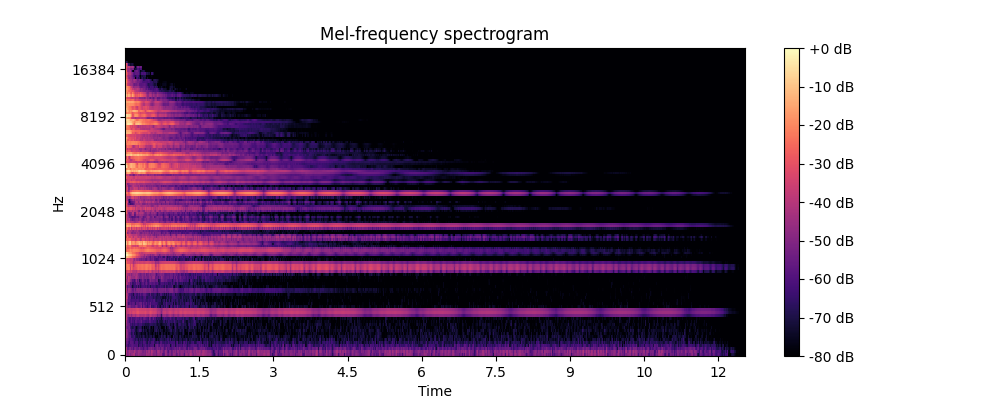 Mel-frequency spectrogram
Hz
16384
8192
4096
2048
1024
512
0
0 1.5 3 4.5 6 7.5 9 10 12
Time
+0 dB
-10 dB
-20 dB
-30 dB
-40 dB
-50 dB
-60 dB
-70 dB
-80 dB